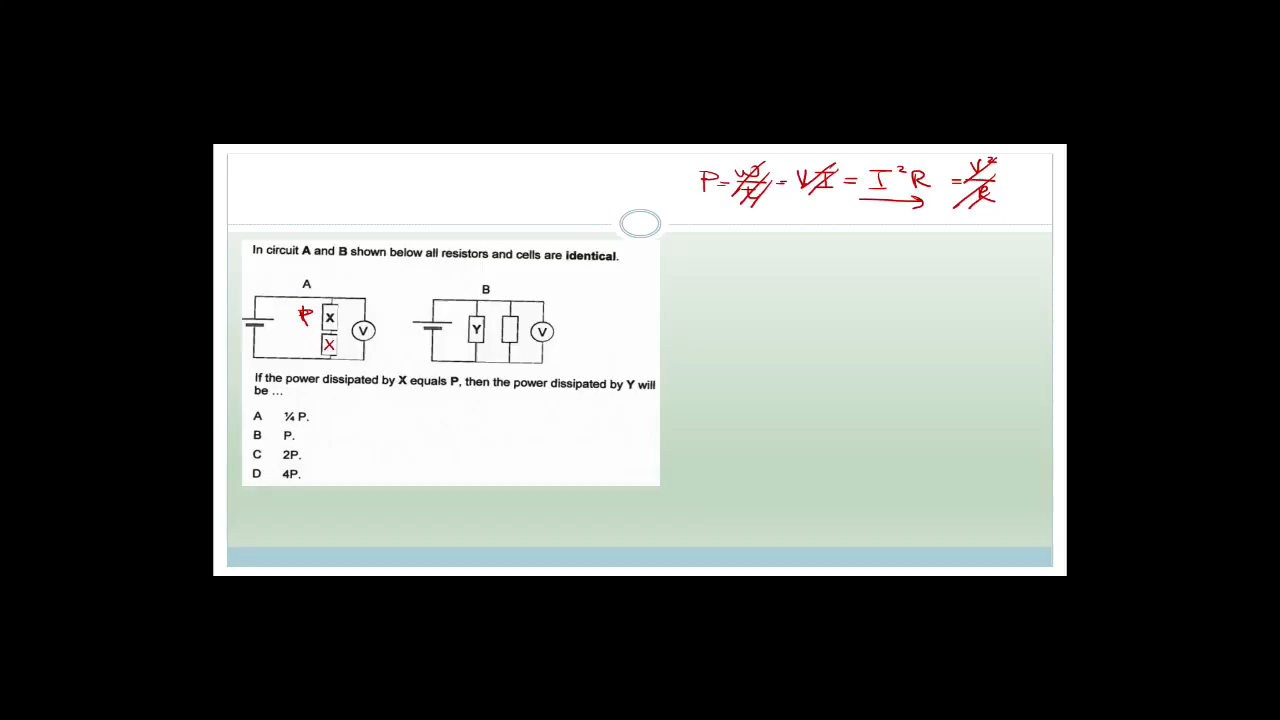 P = W/t = VI = I²R = V²/R
In circuit A and B shown below all resistors and cells are identical.
A
B
P
X
V
X
Y
V
If the power dissipated by X equals P, then the power dissipated by Y will
be ...
A ¼ P.
B P.
C 2P.
D 4P.